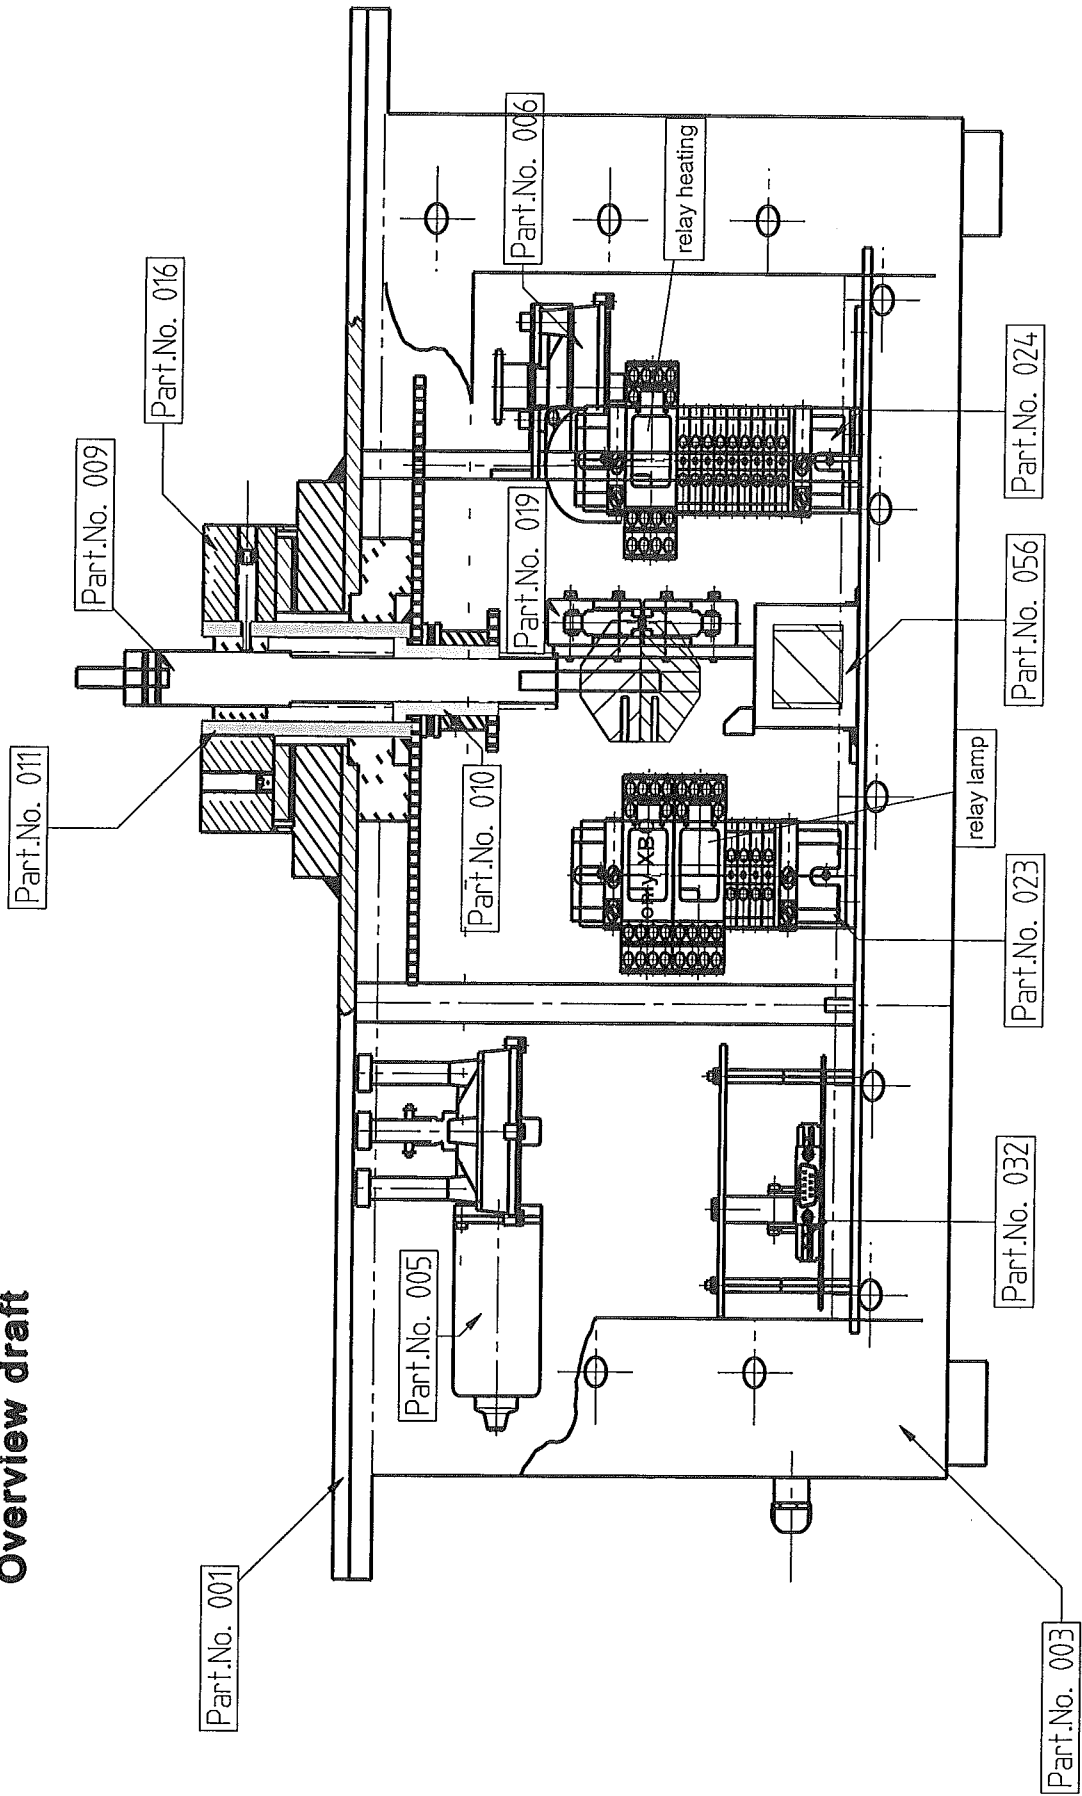 Overview draft
Part.No. 001
Part.No. 011
Part.No. 009
Part.No. 016
Part.No. 005
Part.No. 010
Part.No. 019
Part.No. 006
relay heating
only XBO
Part.No. 003
Part.No. 032
Part.No. 023
relay lamp
Part.No. 056
Part.No. 024